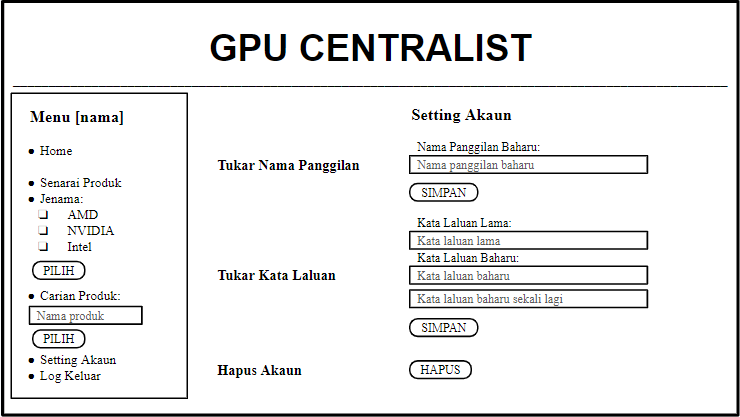 GPU CENTRALIST
Menu [nama]
Home
Senarai Produk
Jenama:
AMD
NVIDIA
Intel
PILIH
Carian Produk:
Nama produk
PILIH
Setting Akaun
Log Keluar
Setting Akaun
Tukar Nama Panggilan
Nama Panggilan Baharu:
Nama panggilan baharu
SIMPAN
Tukar Kata Laluan
Kata Laluan Lama:
Kata laluan lama
Kata Laluan Baharu:
Kata laluan baharu
Kata laluan baharu sekali lagi
SIMPAN
Hapus Akaun
HAPUS